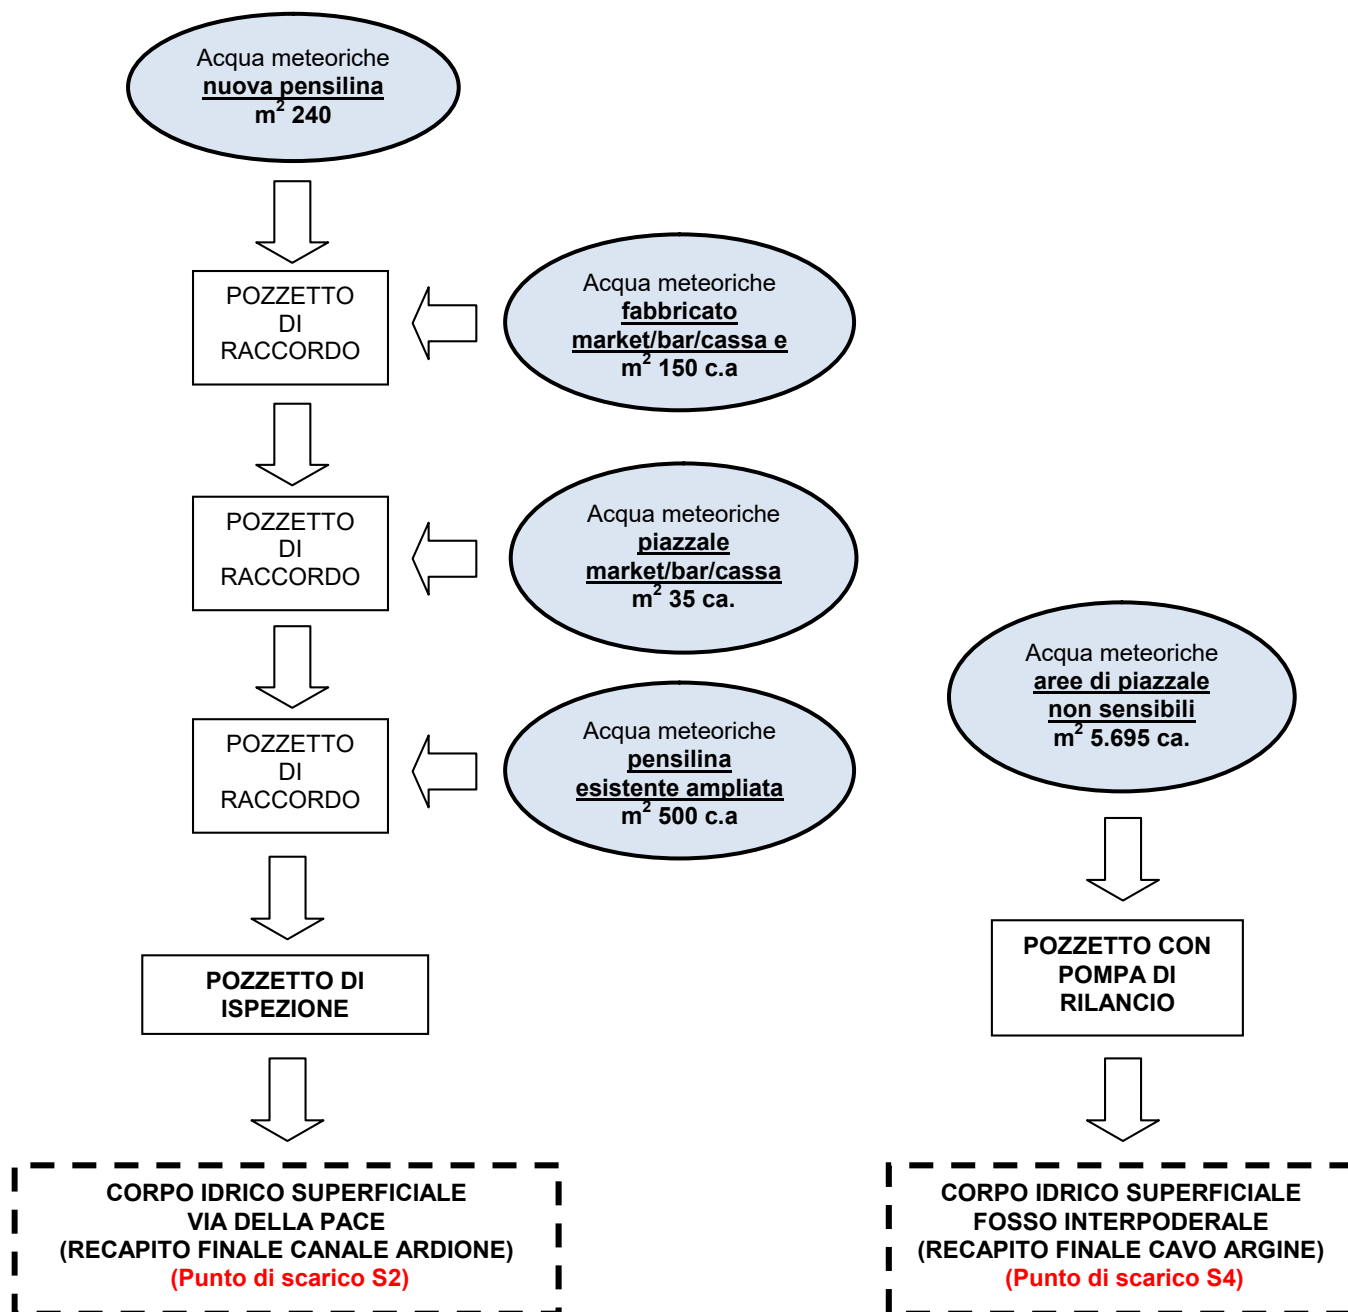 Acqua meteoriche
nuova pensilina
m² 240
POZZETTO
DI
RACCORDO
Acqua meteoriche
fabbricato
market/bar/cassa e
m² 150 c.a
POZZETTO
DI
RACCORDO
Acqua meteoriche
piazzale
market/bar/cassa
m² 35 ca.
POZZETTO
DI
RACCORDO
Acqua meteoriche
pensilina
esistente ampliata
m² 500 c.a
POZZETTO DI
ISPEZIONE
CORPO IDRICO SUPERFICIALE
VIA DELLA PACE
(RECAPITO FINALE CANALE ARDIONE)
(Punto di scarico S2)
Acqua meteoriche
aree di piazzale
non sensibili
m² 5.695 ca.
POZZETTO CON
POMPA DI
RILANCIO
CORPO IDRICO SUPERFICIALE
FOSSO INTERPODERALE
(RECAPITO FINALE CAVO ARGINE)
(Punto di scarico S4)